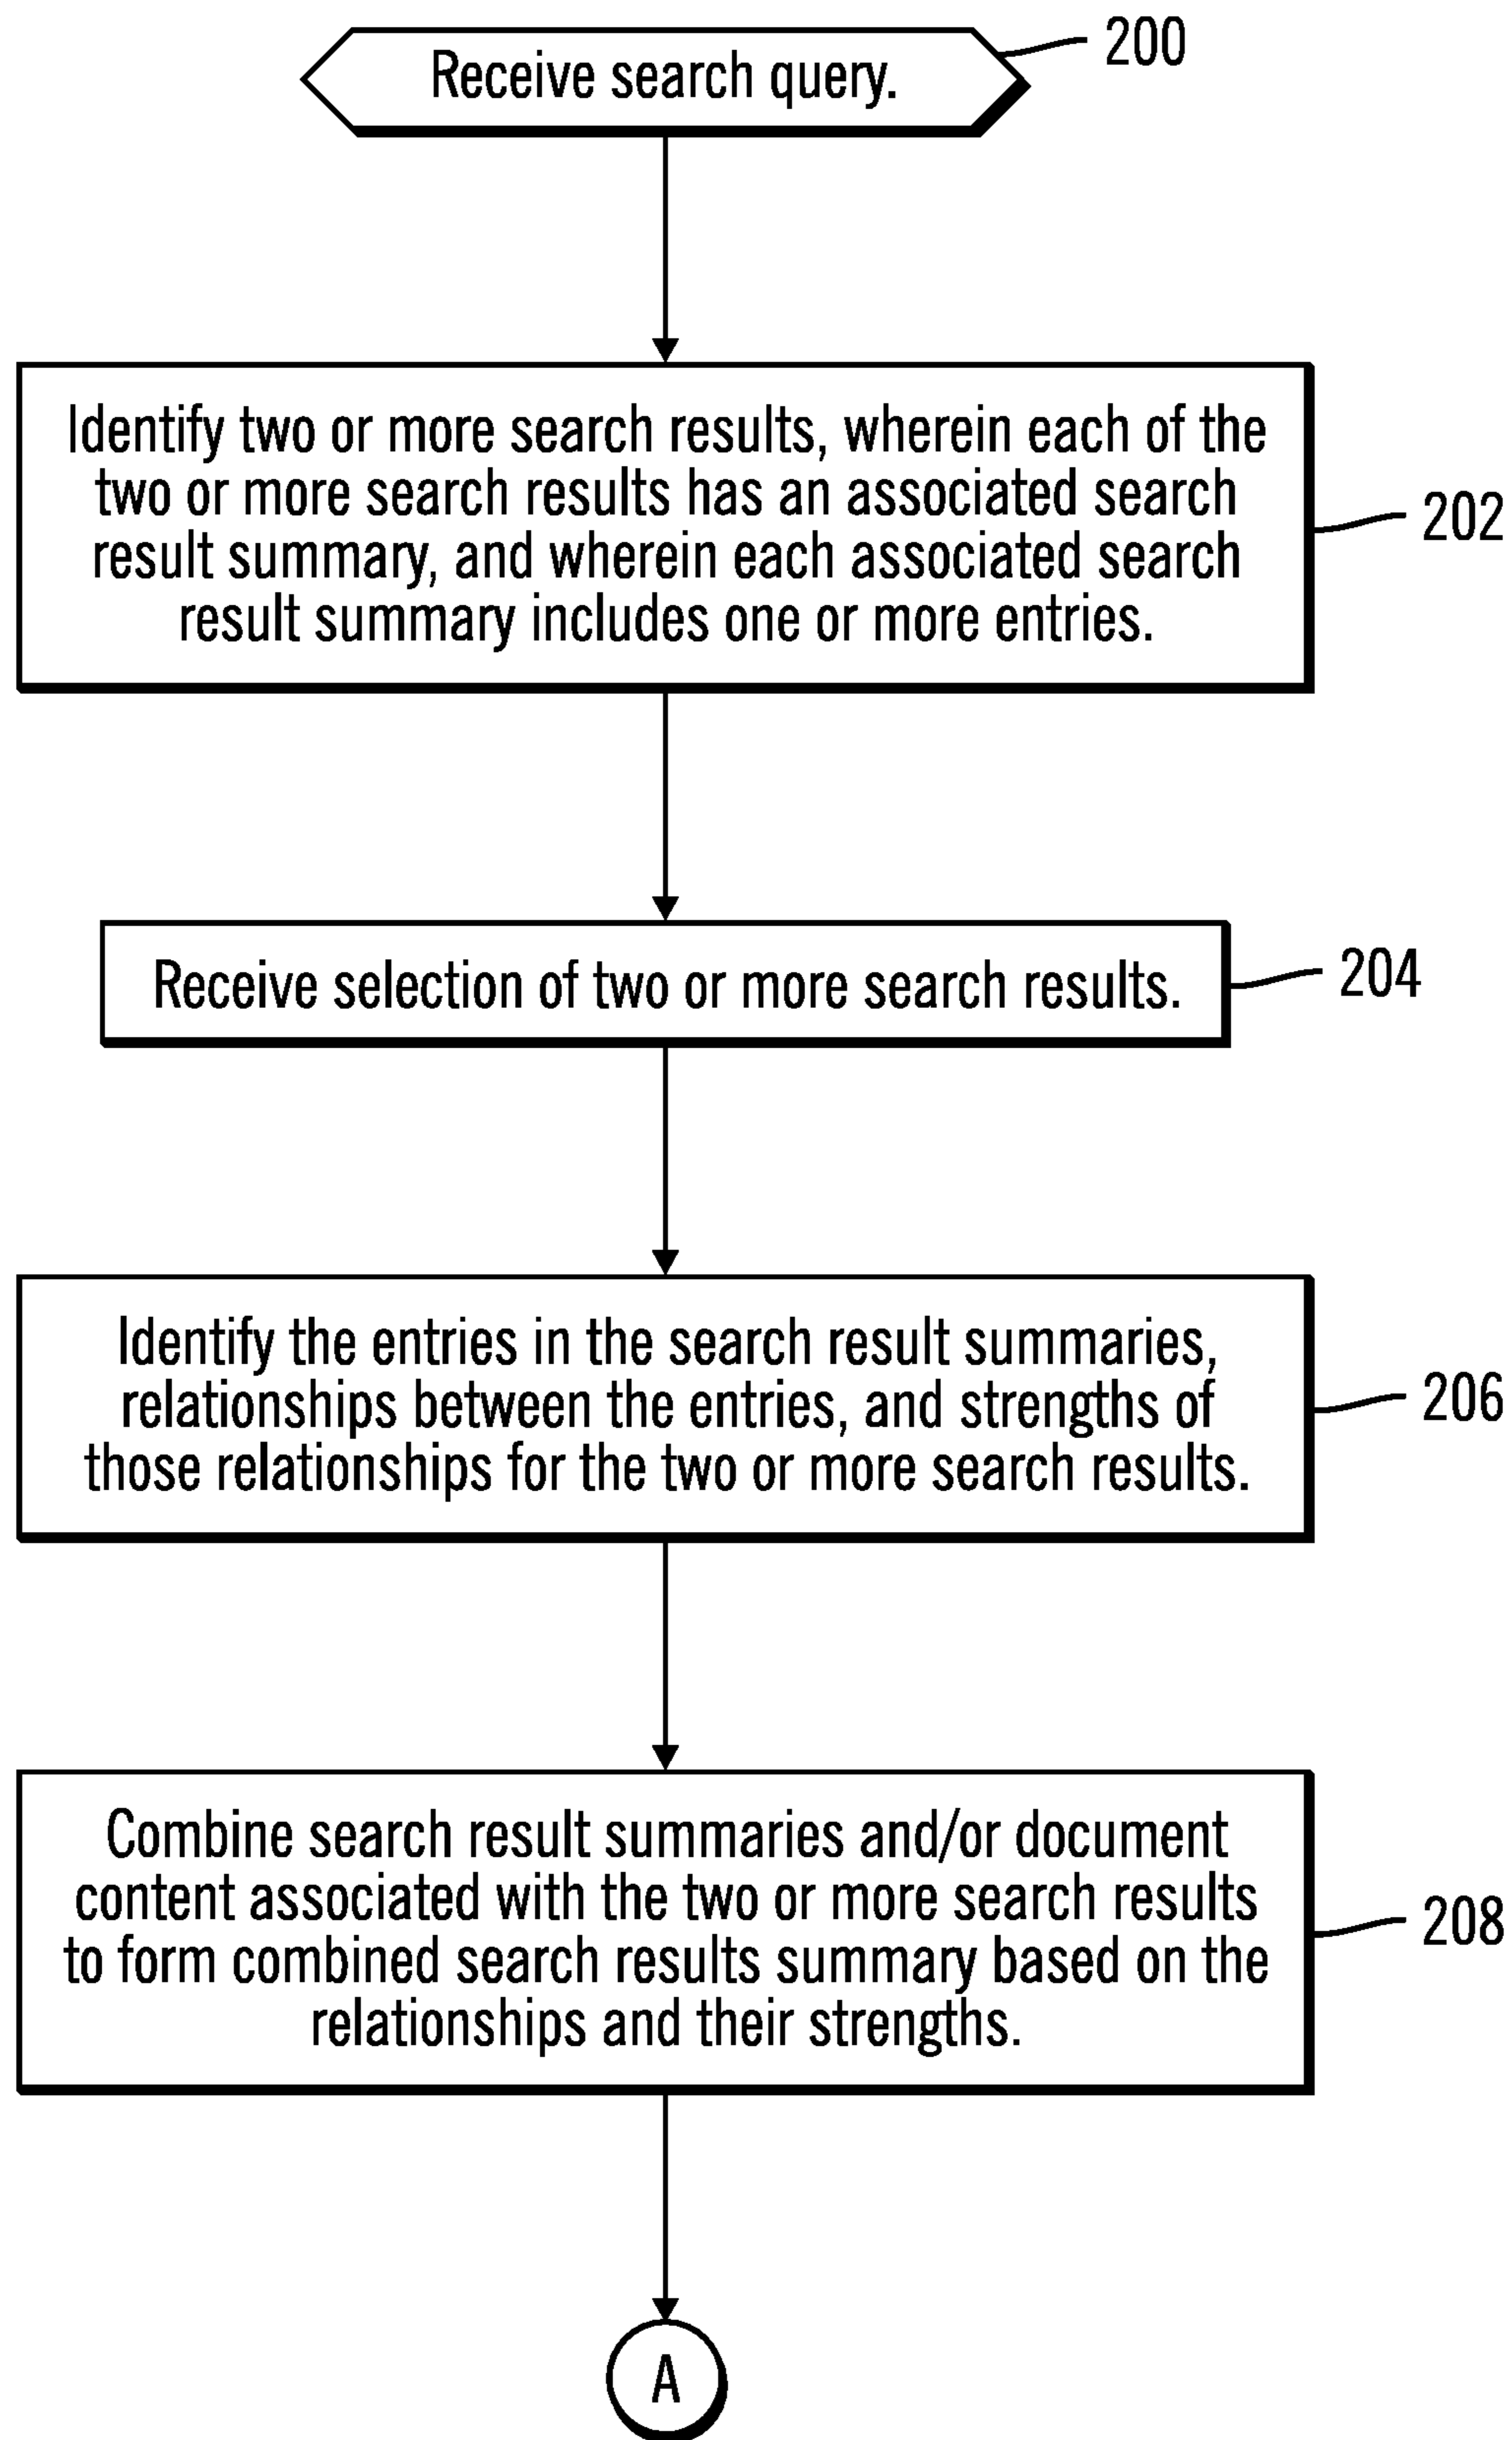 Receive search query.
200
Identify two or more search results, wherein each of the
two or more search results has an associated search
result summary, and wherein each associated search
result summary includes one or more entries.
202
Receive selection of two or more search results.
204
Identify the entries in the search result summaries,
relationships between the entries, and strengths of
those relationships for the two or more search results.
206
Combine search result summaries and/or document
content associated with the two or more search results
to form combined search results summary based on the
relationships and their strengths.
208
A